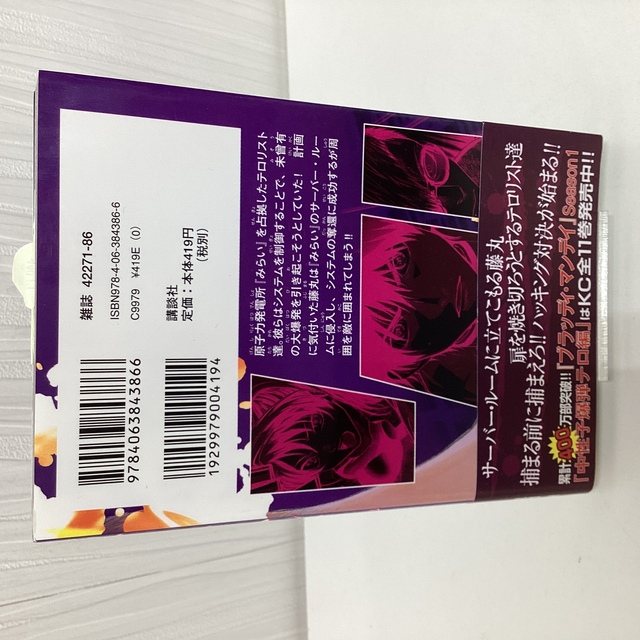 サーバー・ルームに立てこもる藤丸
扉を焼き切ろうとするテロリスト達
捕まる前に捕まえろ!!ハッキング対決が始まる!!
累計400万部突破!「ブラッディ・マンデイ」Season1
「中性子爆弾テロ編」はKC全11巻発売中!!
原子力発電所『みらい』を占拠したテロリスト
達。彼らはシステムを制御することで、未曾有
の大爆発を引き起こそうとしていた! 計画
に気付いた藤丸は『みらい』のサーバー・ルー
ムに侵入し、システムの奪還に成功するが周
囲を敵に囲まれてしまう!!
雑誌 42271-86
ISBN978-4-06-384386-6
C9979 ¥419E (0)
講談社
定価:本体419円
(税別)
9784063843866
1929979004194